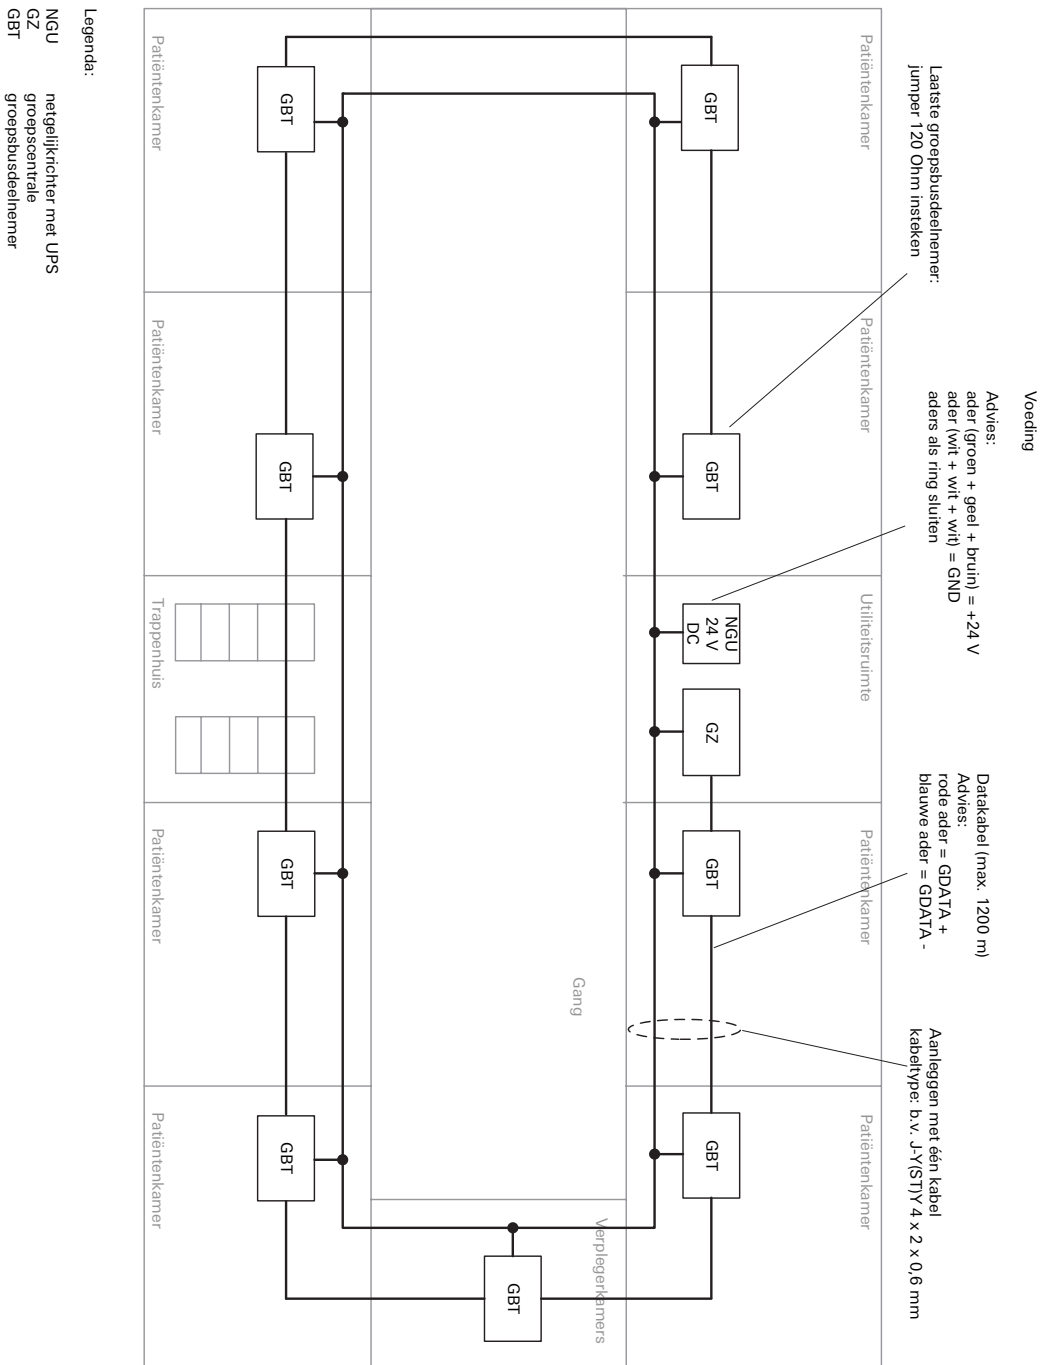 Voeding
Advies:
ader (groen + geel + bruin) = +24 V
ader (wit + wit + wit) = GND
aders als ring sluiten
Laatste groepsbusdeelnemer:
jumper 120 Ohm insteken
Datakabel (max. 1200 m)
Advies:
rode ader = GDATA +
blauwe ader = GDATA -
Aanleggen met één kabel
kabeltype: b.v. J-Y(ST)Y 4 x 2 x 0,6 mm
Patiëntenkamer
Patiëntenkamer
Utiliteitsruimte
Patiëntenkamer
Patiëntenkamer
GBT
GBT
NGU
24 V
DC
GZ
GBT
GBT
Gang
Verplegerkamers
GBT
GBT
GBT
GBT
GBT
Patiëntenkamer
Patiëntenkamer
Trappenhuis
Patiëntenkamer
Patiëntenkamer
Legenda:
NGU netgelijkrichter met UPS
GZ groepscentrale
GBT groepsbusdeelnemer